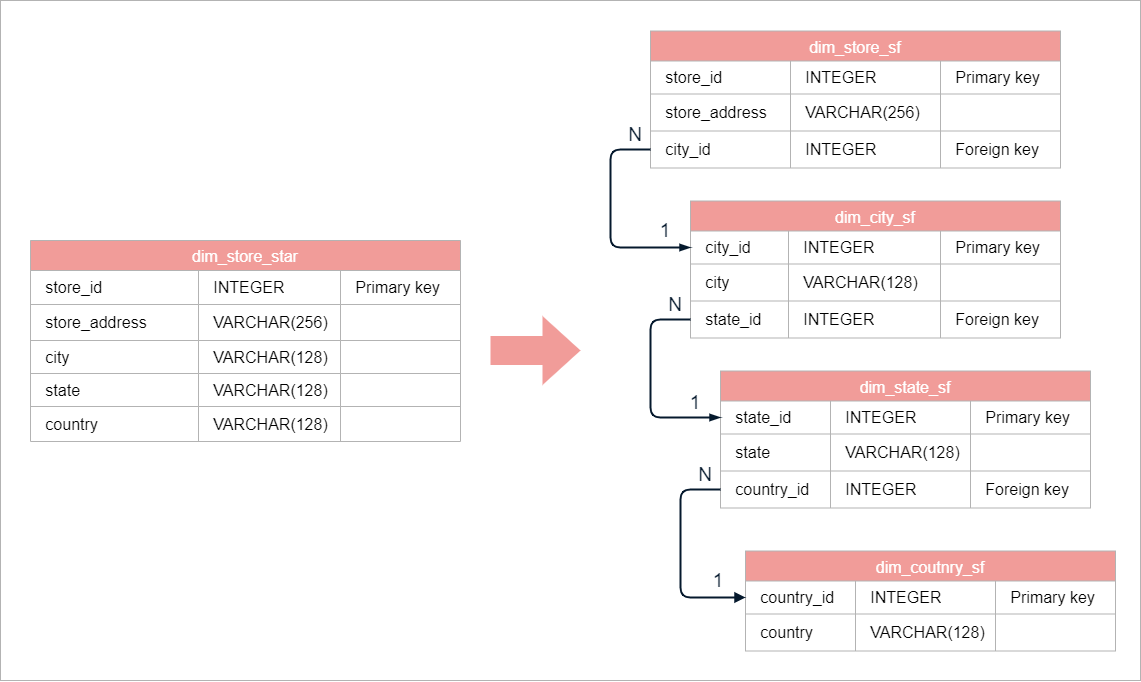 dim_store_star
store_id INTEGER Primary key
store_address VARCHAR(256)
city VARCHAR(128)
state VARCHAR(128)
country VARCHAR(128)
dim_store_sf
store_id INTEGER Primary key
store_address VARCHAR(256)
city_id INTEGER Foreign key
N
1
dim_city_sf
city_id INTEGER Primary key
city VARCHAR(128)
state_id INTEGER Foreign key
N
1
dim_state_sf
state_id INTEGER Primary key
state VARCHAR(128)
country_id INTEGER Foreign key
N
1
dim_coutnry_sf
country_id INTEGER Primary key
country VARCHAR(128)